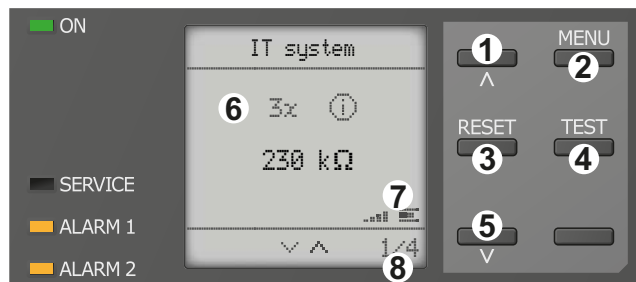 ON
SERVICE
ALARM 1
ALARM 2
IT system
6 3x i
230 kΩ
7
1/4
8
1
MENU
2
RESET
3
TEST
4
5